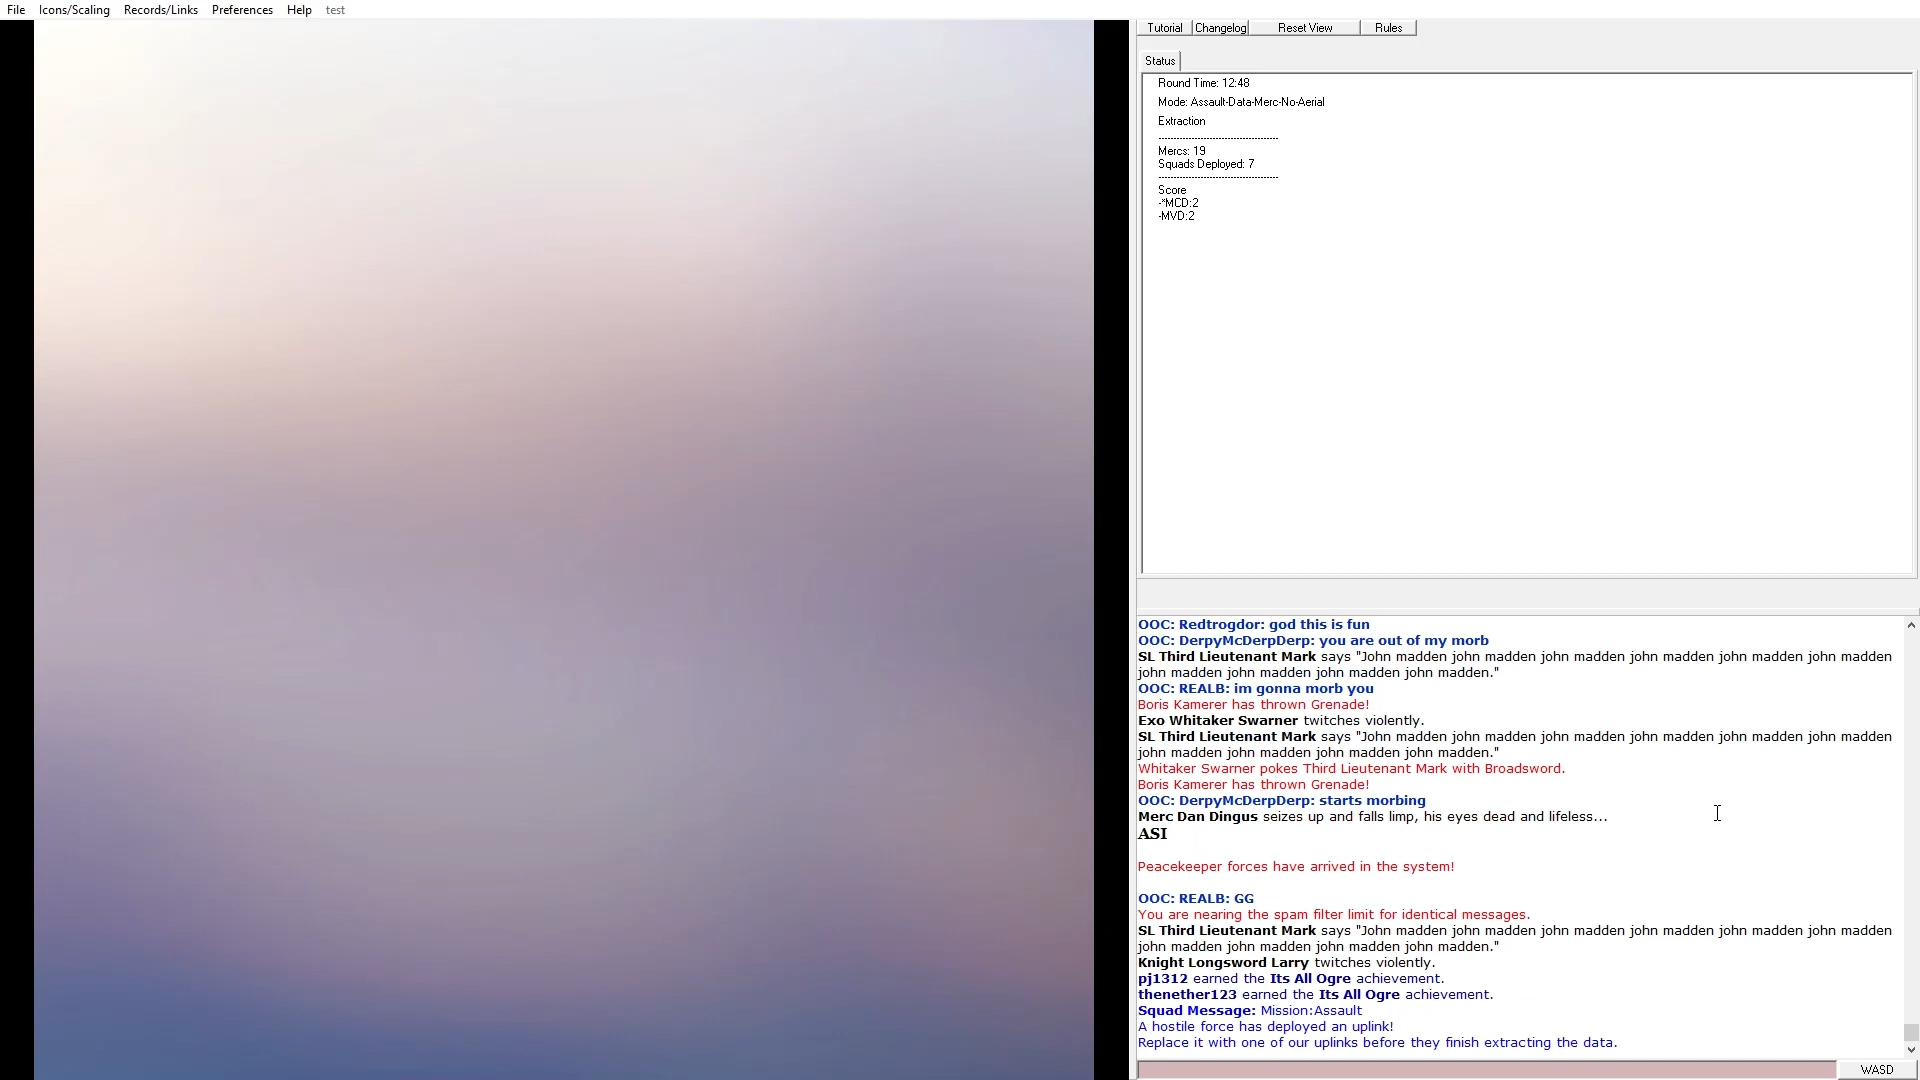 File Icons/Scaling Records/Links Preferences Help test
Tutorial Changelog Reset View Rules
Status
Round Time: 12:48
Mode: Assault-Data-Merc-No-Aerial
Extraction
----------------------------------------
Mercs: 19
Squads Deployed: 7
----------------------------------------
Score
-*MCD:2
-MVD:2
OOC: Redtrogdor: god this is fun
OOC: DerpyMcDerpDerp: you are out of my morb
SL Third Lieutenant Mark says "John madden john madden john madden john madden john madden john madden
john madden john madden john madden john madden."
OOC: REALB: im gonna morb you
Boris Kamerer has thrown Grenade!
Exo Whitaker Swarner twitches violently.
SL Third Lieutenant Mark says "John madden john madden john madden john madden john madden john madden
john madden john madden john madden john madden."
Whitaker Swarner pokes Third Lieutenant Mark with Broadsword.
Boris Kamerer has thrown Grenade!
OOC: DerpyMcDerpDerp: starts morbing
Merc Dan Dingus seizes up and falls limp, his eyes dead and lifeless...
ASI
Peacekeeper forces have arrived in the system!
OOC: REALB: GG
You are nearing the spam filter limit for identical messages.
SL Third Lieutenant Mark says "John madden john madden john madden john madden john madden john madden
john madden john madden john madden john madden."
Knight Longsword Larry twitches violently.
pj1312 earned the Its All Ogre achievement.
thenether123 earned the Its All Ogre achievement.
Squad Message: Mission:Assault
A hostile force has deployed an uplink!
Replace it with one of our uplinks before they finish extracting the data.
WASD